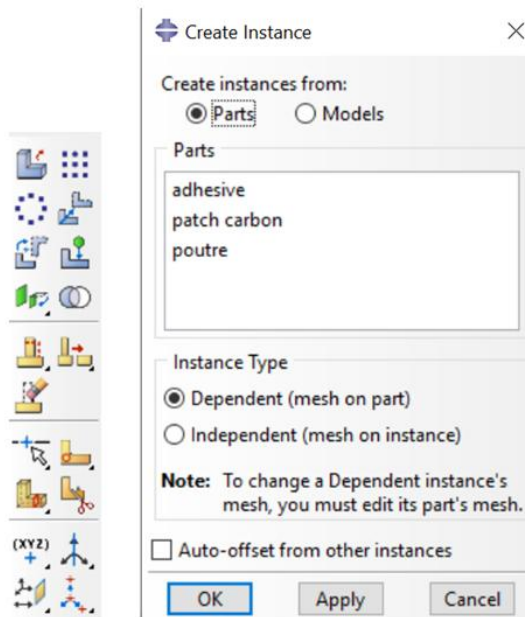 Create Instance
Create instances from:
Parts Models
Parts
adhesive
patch carbon
poutre
Instance Type
Dependent (mesh on part)
Independent (mesh on instance)
Note: To change a Dependent instance's
mesh, you must edit its part's mesh.
Auto-offset from other instances
OK Apply Cancel
(XYZ)